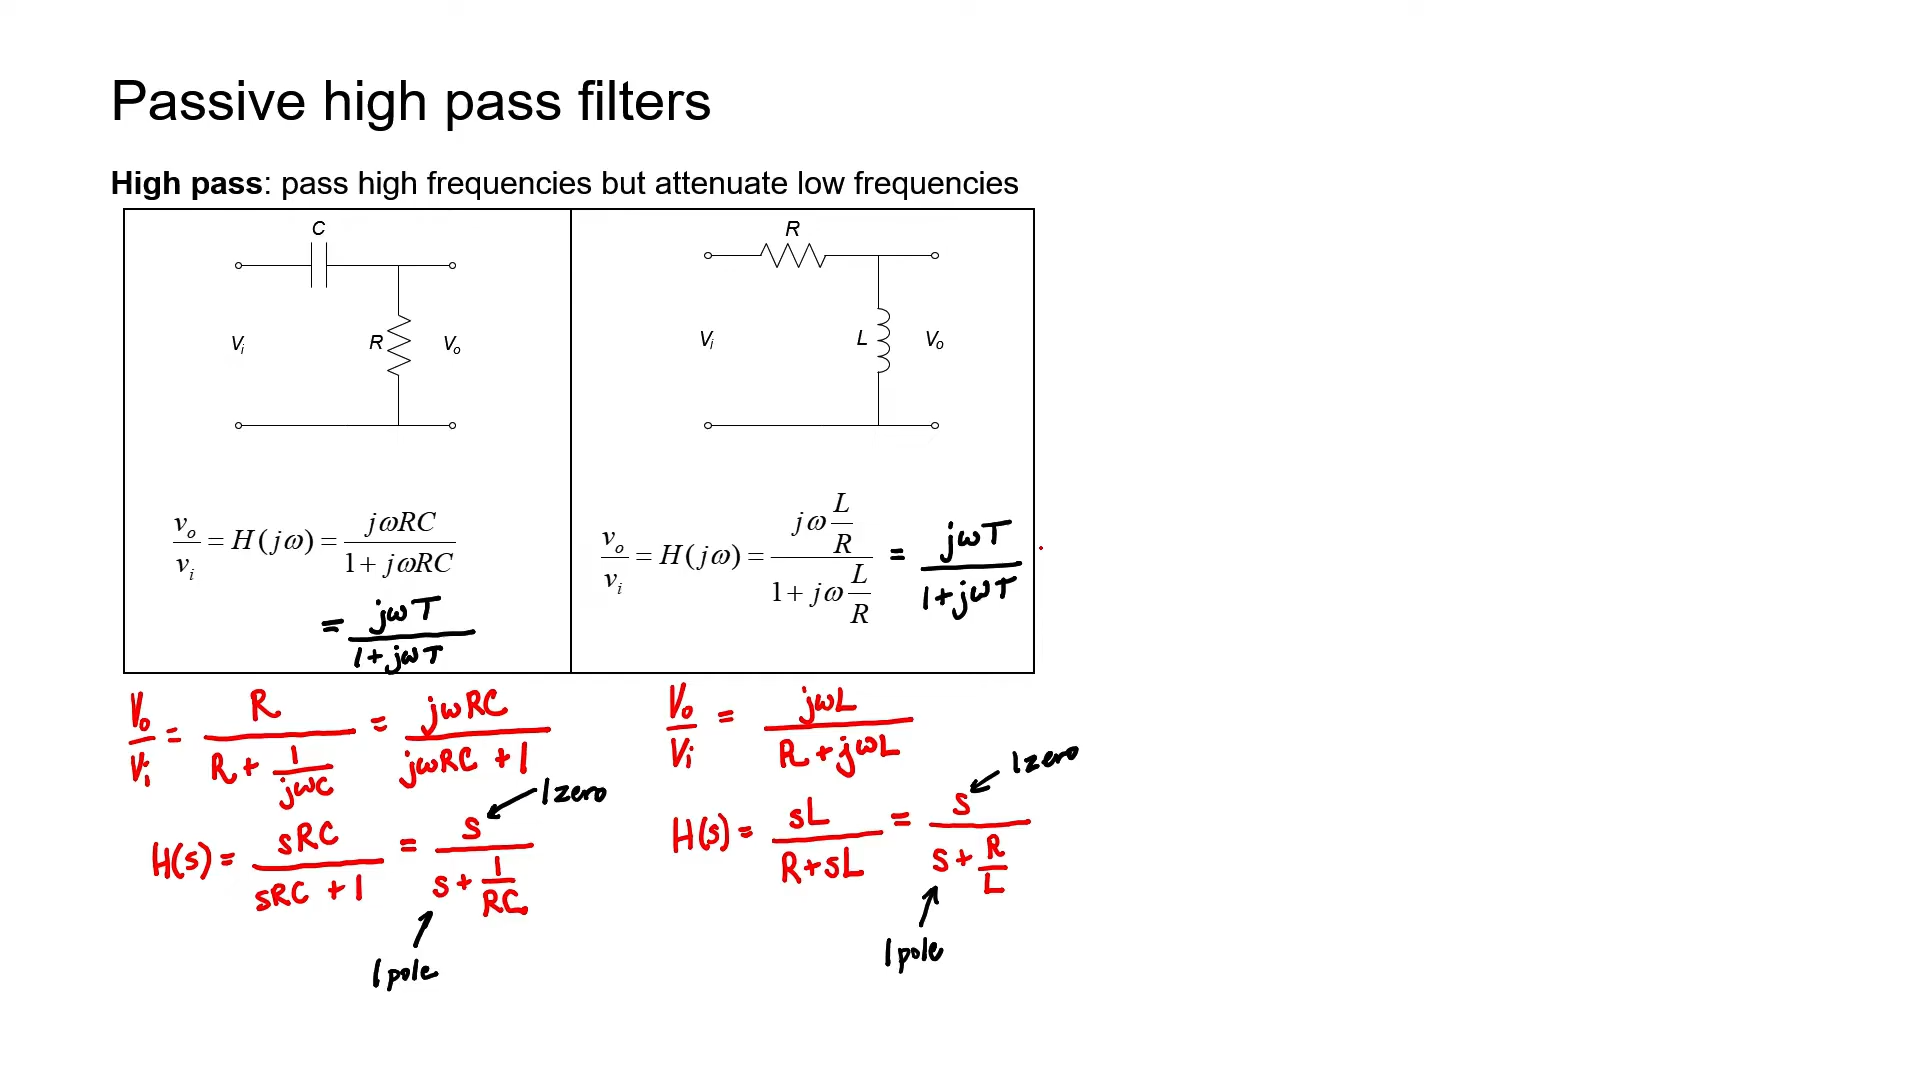 Passive high pass filters
High pass: pass high frequencies but attenuate low frequencies
C
R
V_i
V_o
R
L
V_i
V_o
v_o/v_i = H(jω) = jωRC / (1 + jωRC)
= jωT / (1 + jωT)
v_o/v_i = H(jω) = jω(L/R) / (1 + jω(L/R)) = jωT / (1 + jωT)
V_o/V_i = R / (R + 1/(jωC)) = jωRC / (jωRC + 1)
H(s) = sRC / (sRC + 1) = s / (s + 1/(RC))
1 zero
1 pole
V_o/V_i = jωL / (R + jωL)
H(s) = sL / (R + sL) = s / (s + R/L)
1 zero
1 pole